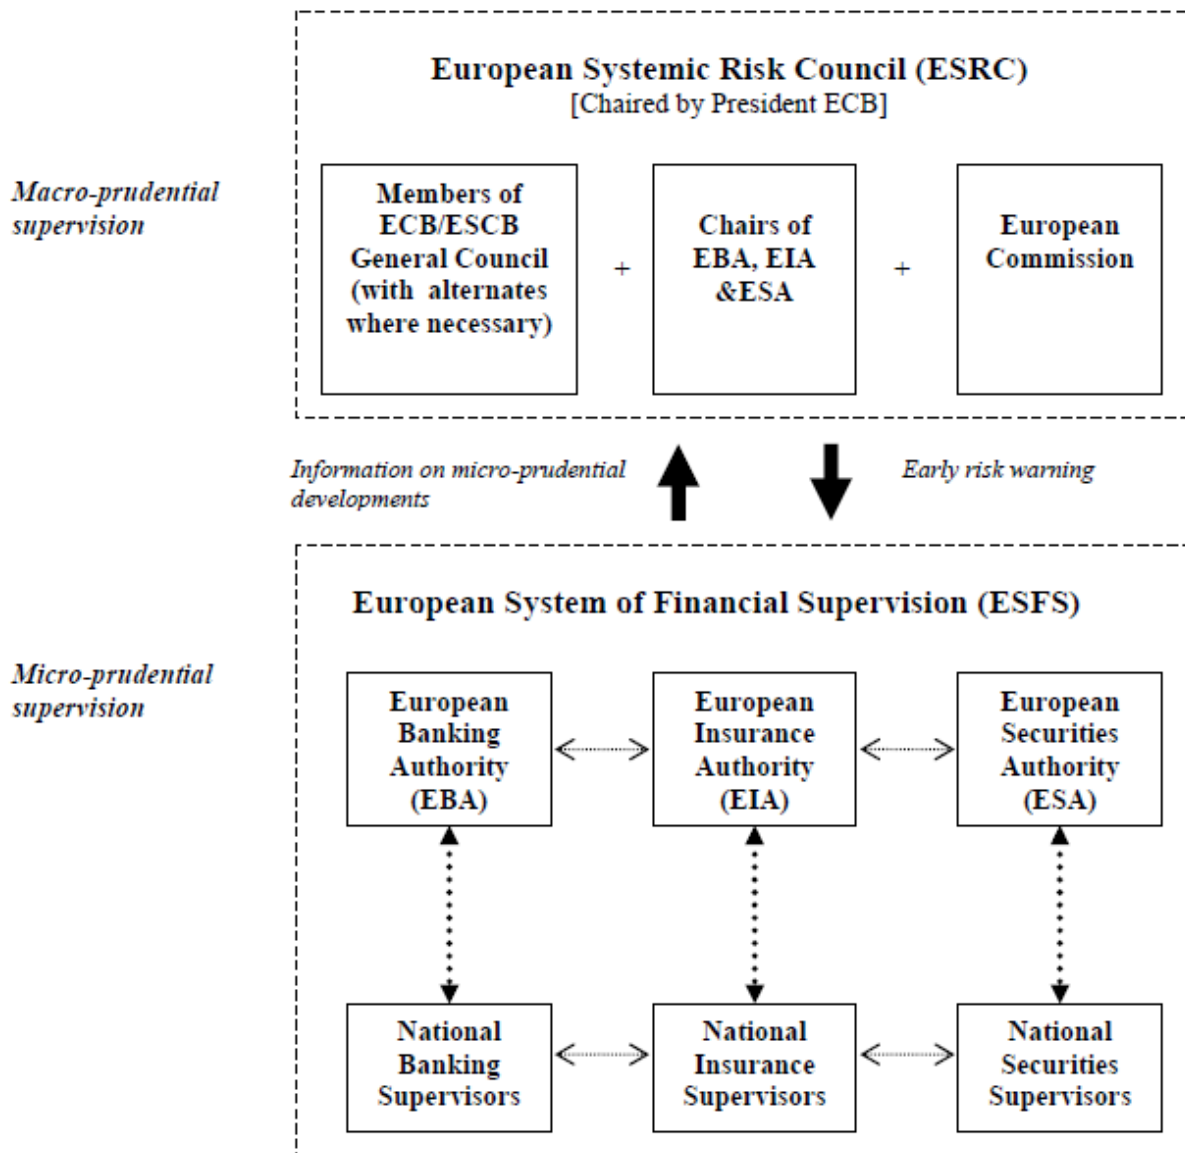 European Systemic Risk Council (ESRC)
[Chaired by President ECB]
Macro-prudential
supervision
Members of
ECB/ESCB
General Council
(with alternates
where necessary)
+
Chairs of
EBA, EIA
&ESA
+
European
Commission
Information on micro-prudential
developments
Early risk warning
European System of Financial Supervision (ESFS)
Micro-prudential
supervision
European
Banking
Authority
(EBA)
European
Insurance
Authority
(EIA)
European
Securities
Authority
(ESA)
National
Banking
Supervisors
National
Insurance
Supervisors
National
Securities
Supervisors